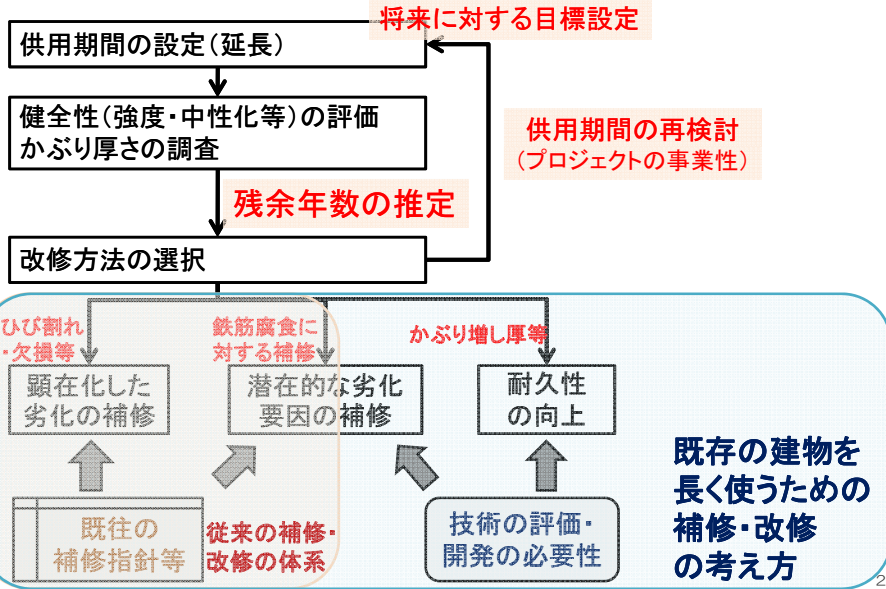 将来に対する目標設定
供用期間の設定(延長)
健全性(強度・中性化等)の評価
かぶり厚さの調査
供用期間の再検討
(プロジェクトの事業性)
残余年数の推定
改修方法の選択
ひび割れ
・欠損等
鉄筋腐食に
対する補修
かぶり増し厚等
顕在化した
劣化の補修
潜在的な劣化
要因の補修
耐久性
の向上
既往の
補修指針等
従来の補修・
改修の体系
技術の評価・
開発の必要性
既存の建物を
長く使うための
補修・改修
の考え方
2